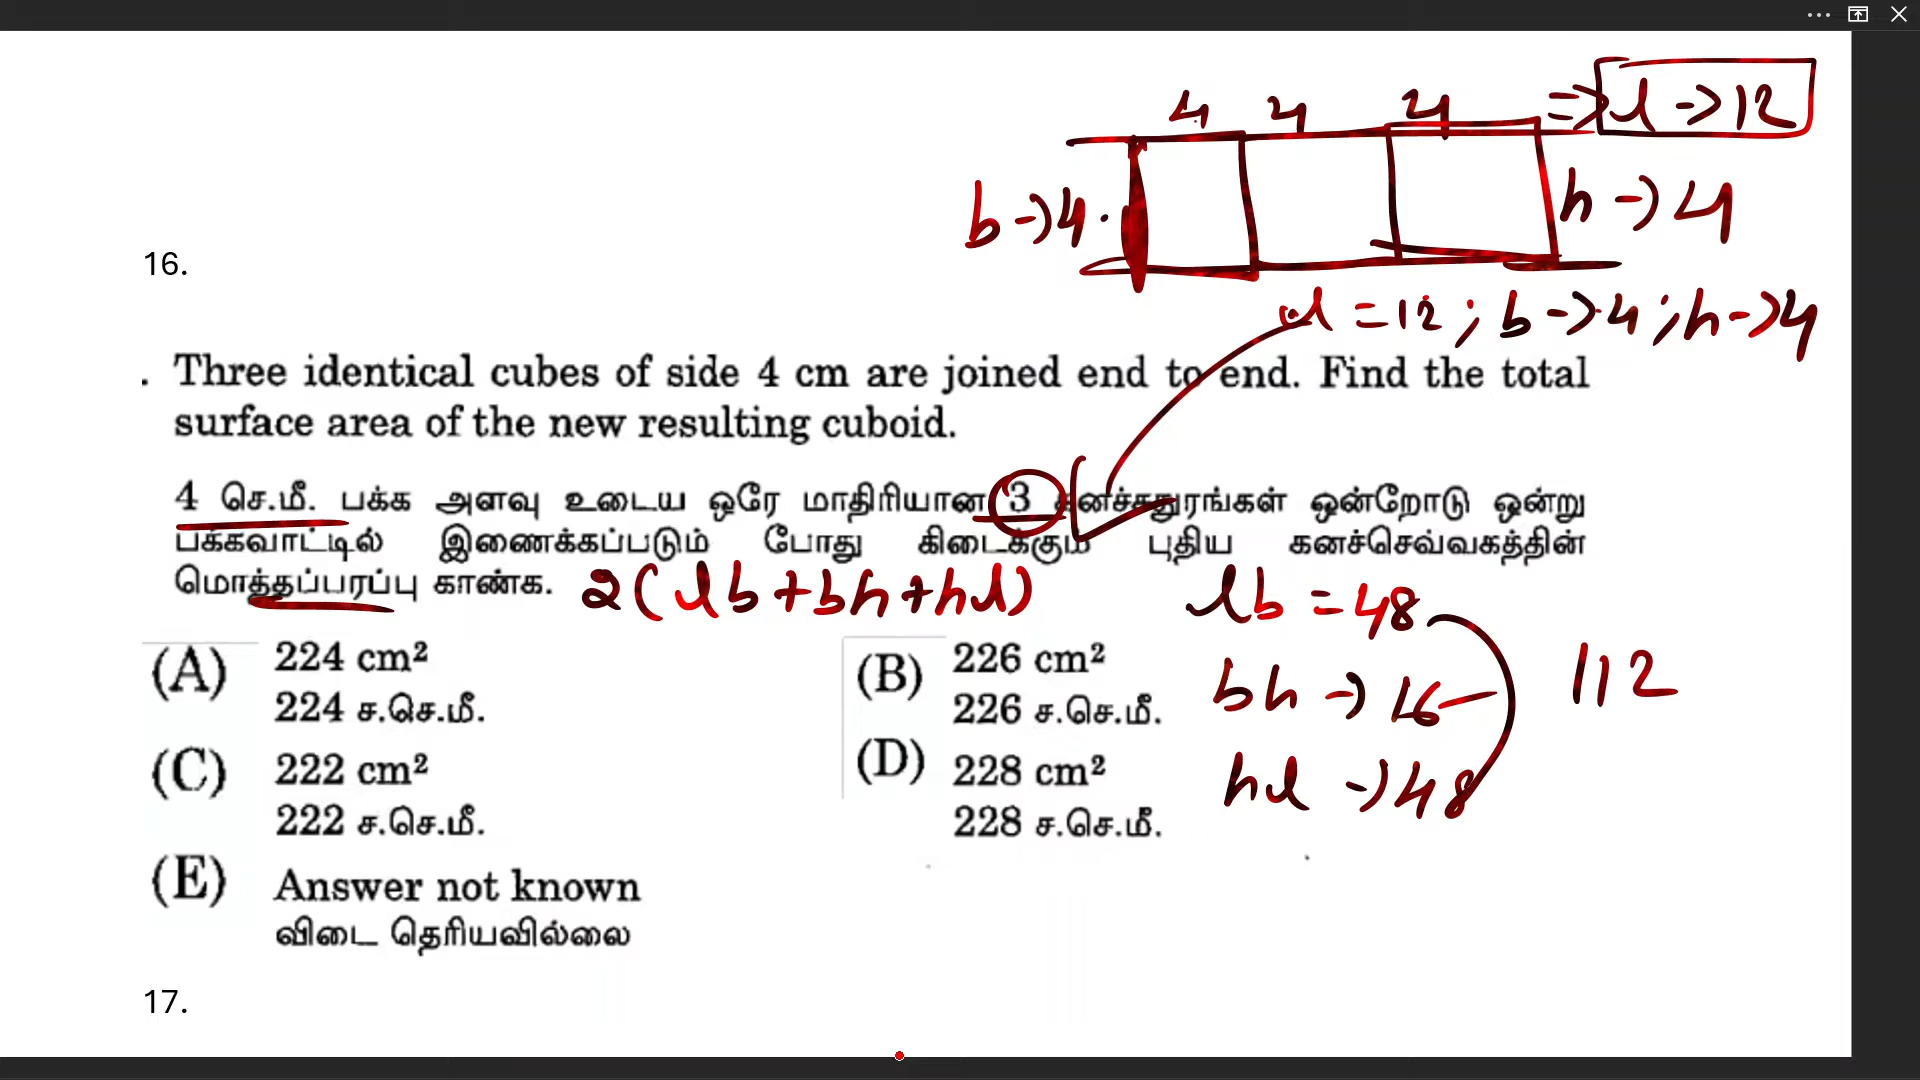 4 4 4 => l -> 12
b -> 4 . h -> 4
16.
l = 12 ; b -> 4 ; h -> 4
. Three identical cubes of side 4 cm are joined end to end. Find the total
surface area of the new resulting cuboid.
4 செ.மீ. பக்க அளவு உடைய ஒரே மாதிரியான 3 கனச்சதுரங்கள் ஒன்றோடு ஒன்று
பக்கவாட்டில் இணைக்கப்படும் போது கிடைக்கும் புதிய கனச்செவ்வகத்தின்
மொத்தப்பரப்பு காண்க. 2(lb+bh+hl)
lb = 48
bh -> 16
hl -> 48
112
(A) 224 cm²
224 ச.செ.மீ.
(B) 226 cm²
226 ச.செ.மீ.
(C) 222 cm²
222 ச.செ.மீ.
(D) 228 cm²
228 ச.செ.மீ.
(E) Answer not known
விடை தெரியவில்லை
17.